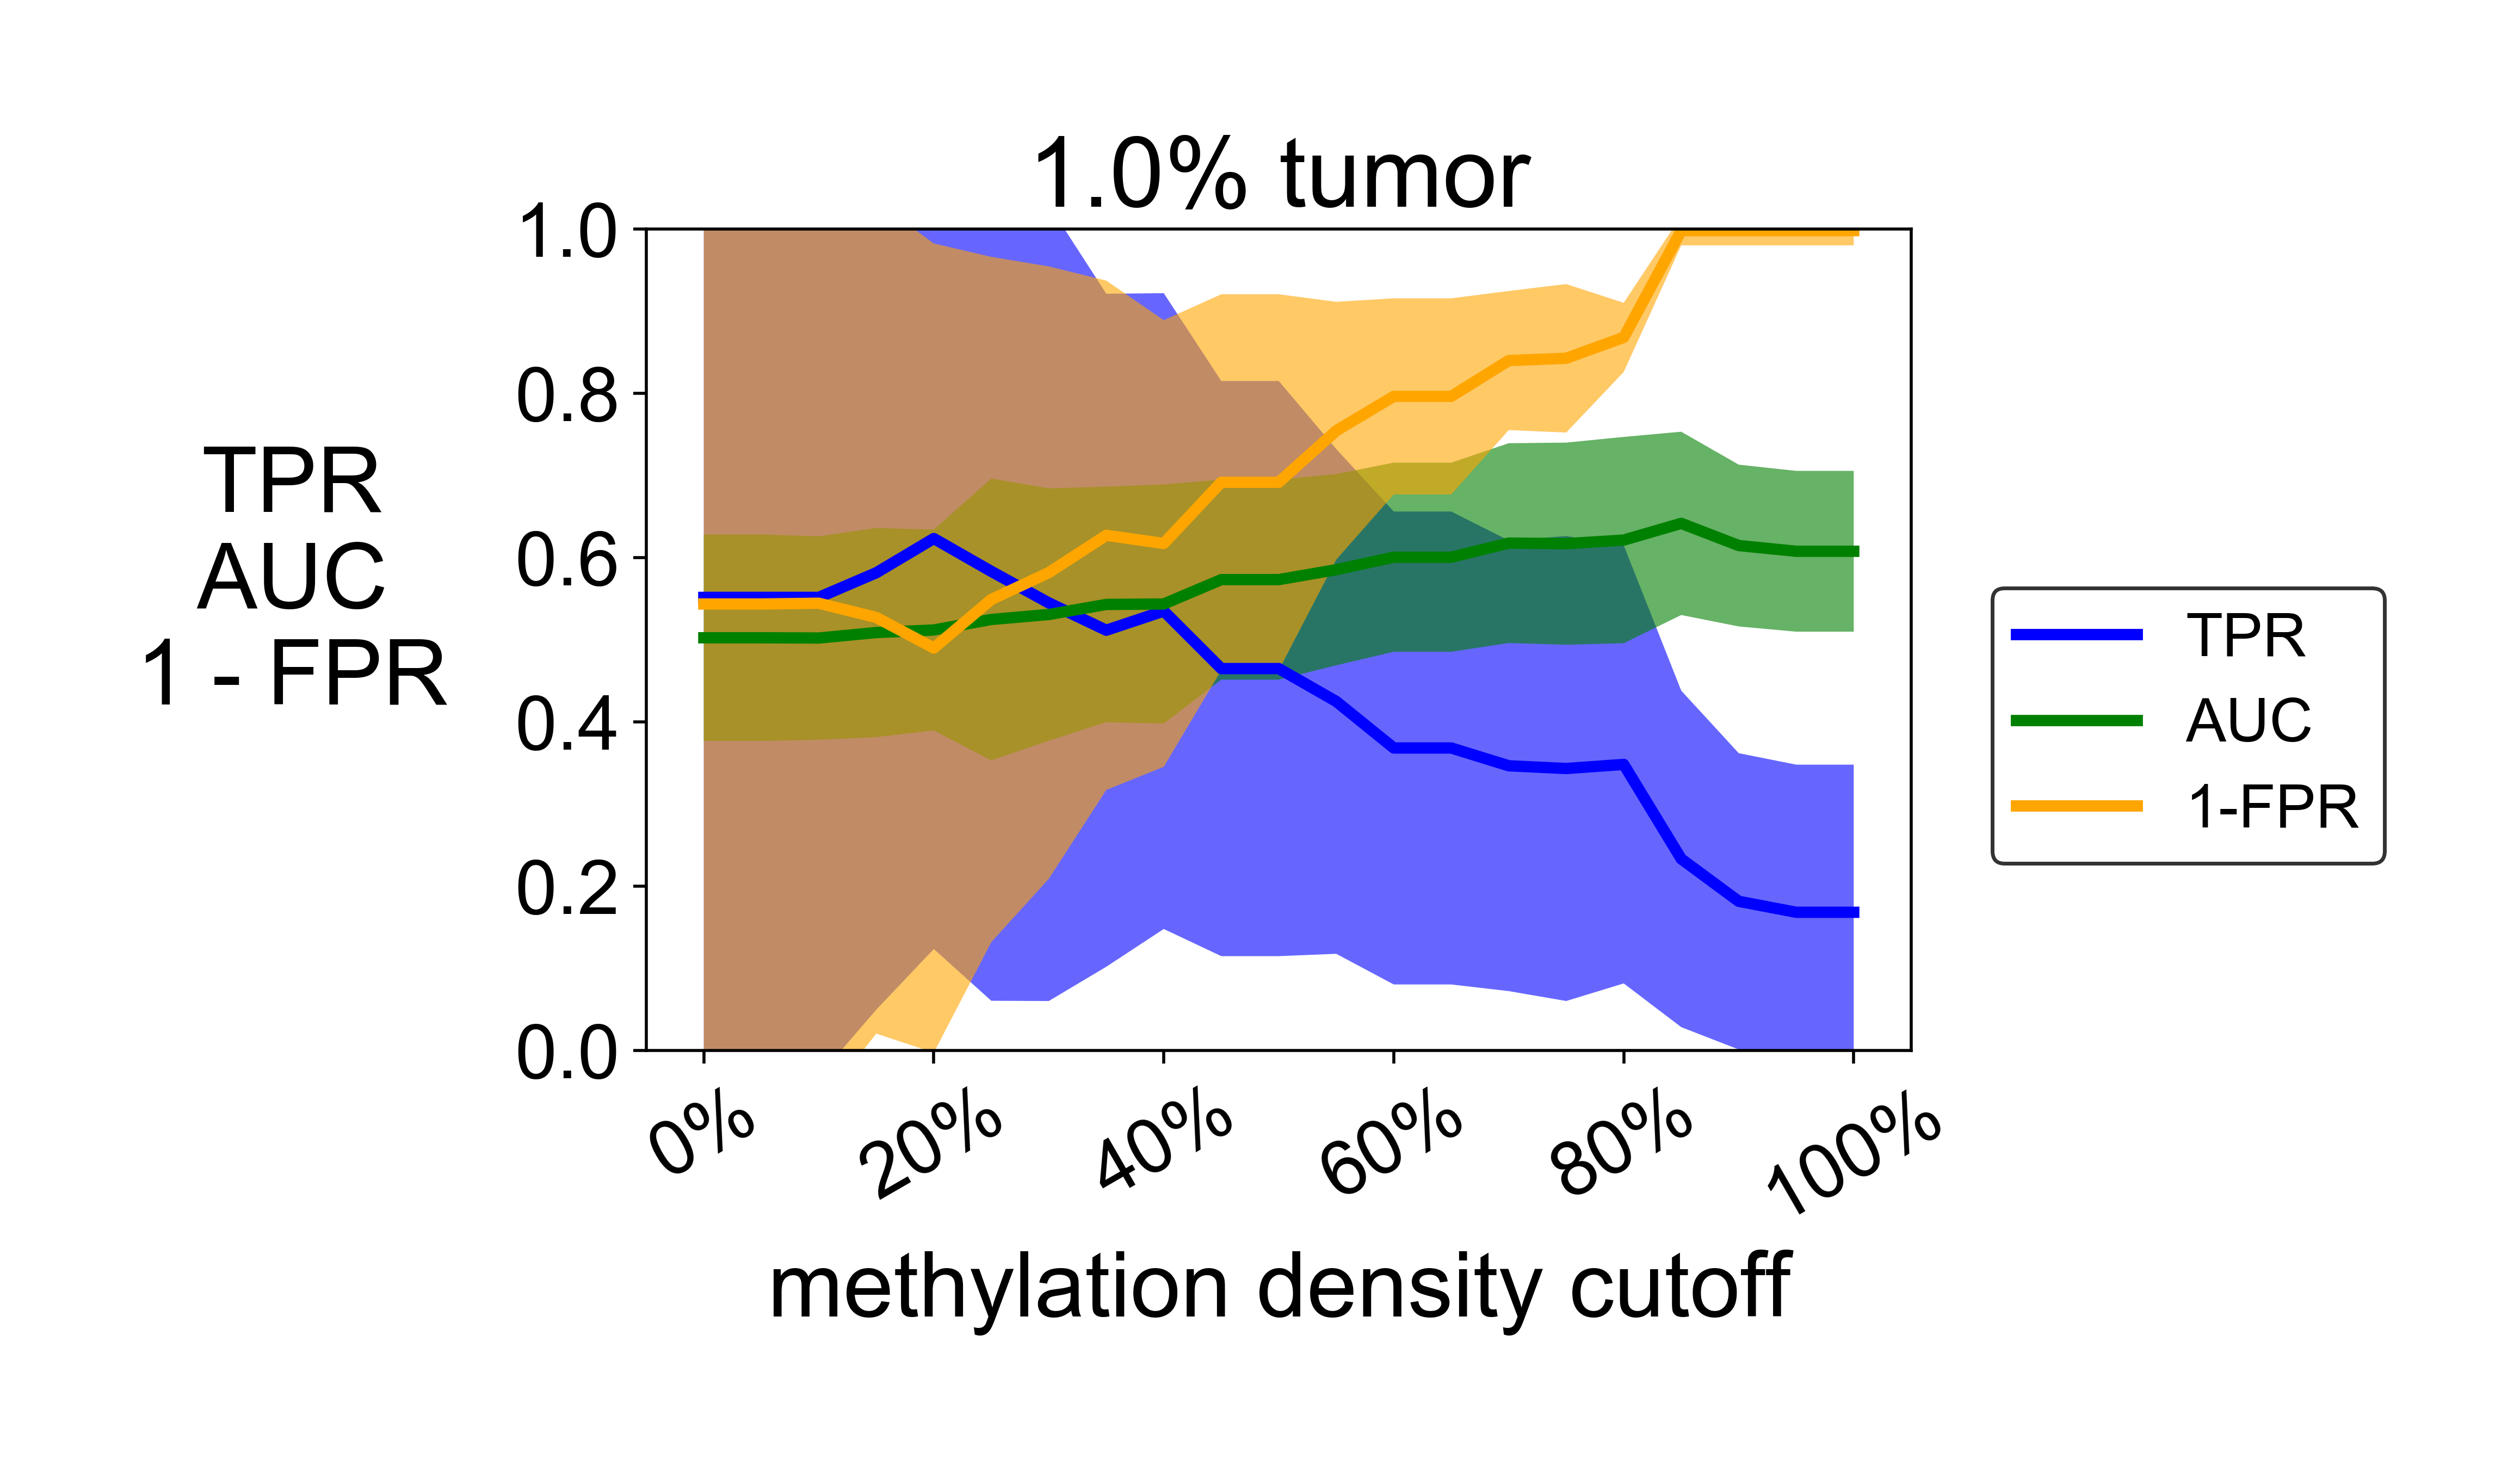 1.0% tumor
1.0
0.8
0.6
0.4
0.2
0.0
TPR
AUC
1 - FPR
0%
20%
40%
60%
80%
100%
methylation density cutoff
TPR
AUC
1-FPR